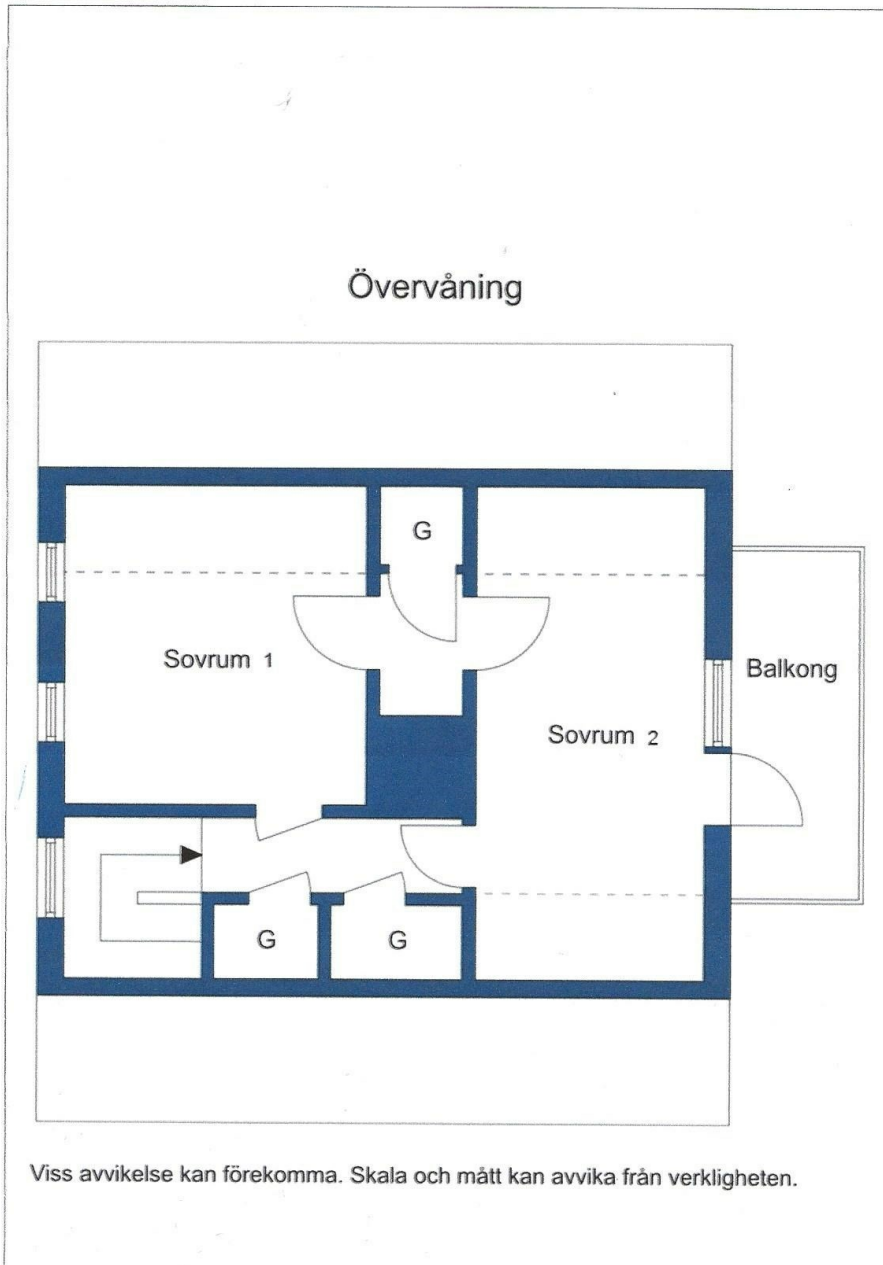 Övervåning
G
Sovrum 1
Balkong
Sovrum 2
G
G
Viss avvikelse kan förekomma. Skala och mått kan avvika från verkligheten.